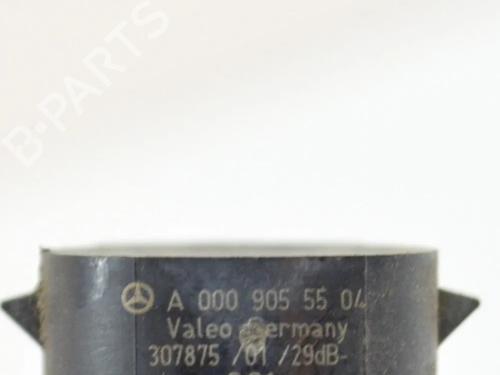 B-PARTS
A 000 905 55 04
Valeo Germany
307875 /01 /29dB-